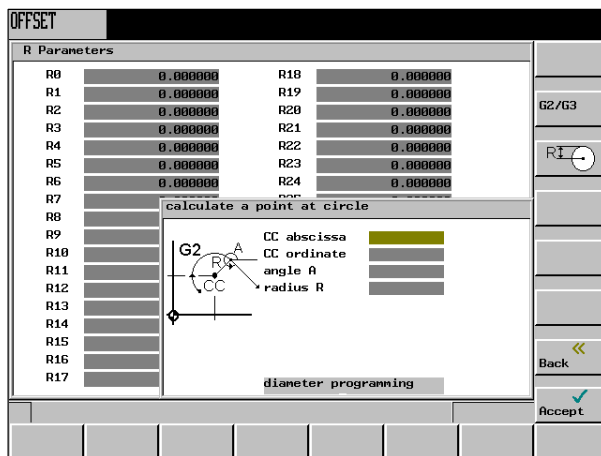 OFFSET
R Parameters
R0 0.000000 R18 0.000000
R1 0.000000 R19 0.000000
R2 0.000000 R20 0.000000
R3 0.000000 R21 0.000000
R4 0.000000 R22 0.000000
R5 0.000000 R23 0.000000
R6 0.000000 R24 0.000000
R7
R8
R9
R10
R11
R12
R13
R14
R15
R16
R17
calculate a point at circle
G2 A
R
CC
CC abscissa
CC ordinate
angle A
radius R
diameter programming
G2/G3
R
Back
Accept